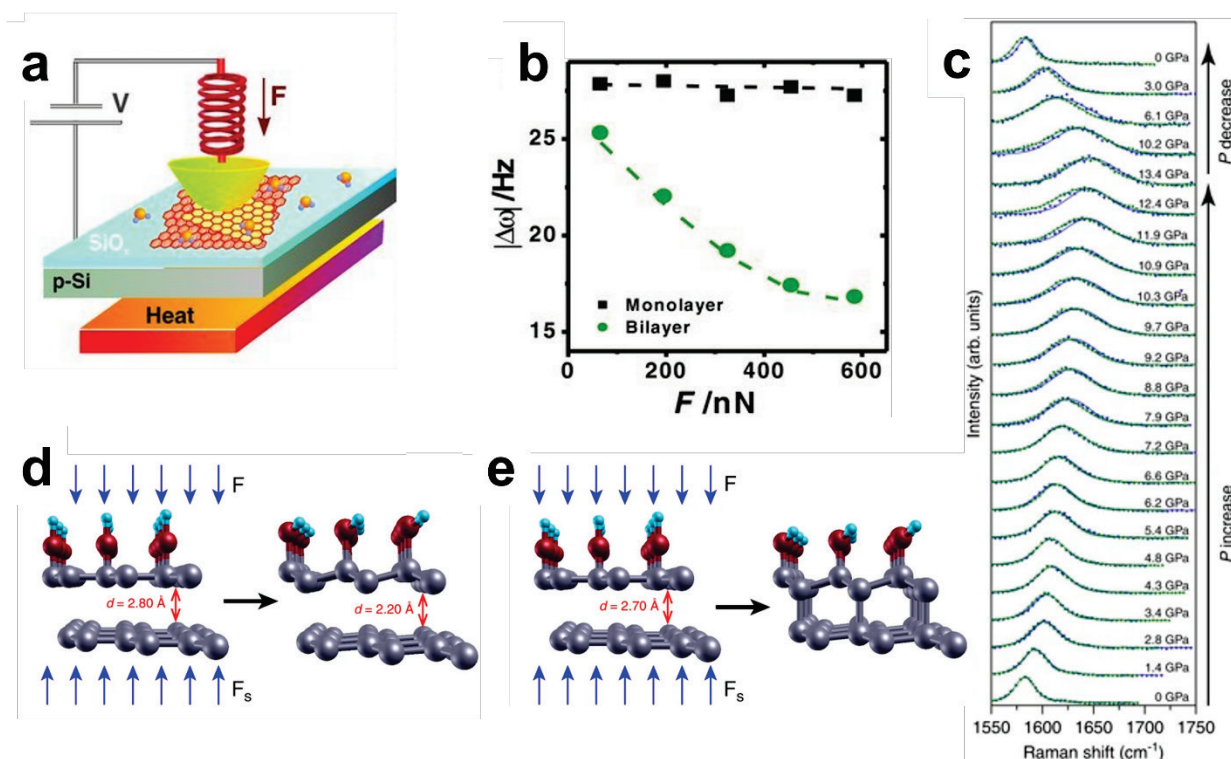 a
V
F
SiOₓ
p-Si
Heat
b
|Δω| /Hz
25
20
15
Monolayer
Bilayer
0
200
400
600
F /nN
c
Intensity (arb. units)
0 GPa
3.0 GPa
6.1 GPa
10.2 GPa
13.4 GPa
12.4 GPa
11.9 GPa
10.9 GPa
10.3 GPa
9.7 GPa
9.2 GPa
8.8 GPa
7.9 GPa
7.2 GPa
6.6 GPa
6.2 GPa
5.4 GPa
4.8 GPa
4.3 GPa
3.4 GPa
2.8 GPa
1.4 GPa
0 GPa
P decrease
P increase
1550 1600 1650 1700 1750
Raman shift (cm⁻¹)
d
F
d = 2.80 Å
d = 2.20 Å
Fₛ
e
F
d = 2.70 Å
Fₛ